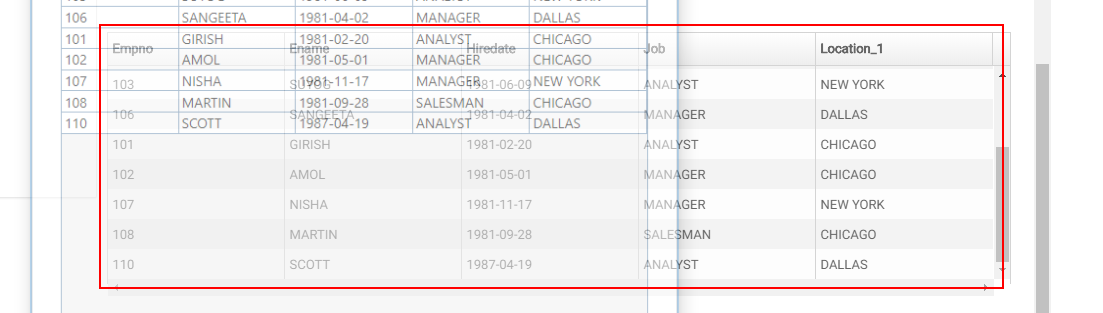 106 SANGEETA 1981-04-02 MANAGER DALLAS
101 GIRISH 1981-02-20 ANALYST CHICAGO
102 AMOL 1981-05-01 MANAGER CHICAGO
107 NISHA 1981-11-17 MANAGER NEW YORK
108 MARTIN 1981-09-28 SALESMAN CHICAGO
110 SCOTT 1987-04-19 ANALYST DALLAS
Empno Ename Hiredate Job Location_1
103 SUYOG 1981-06-09 ANALYST NEW YORK
106 SANGEETA 1981-04-02 MANAGER DALLAS
101 GIRISH 1981-02-20 ANALYST CHICAGO
102 AMOL 1981-05-01 MANAGER CHICAGO
107 NISHA 1981-11-17 MANAGER NEW YORK
108 MARTIN 1981-09-28 SALESMAN CHICAGO
110 SCOTT 1987-04-19 ANALYST DALLAS